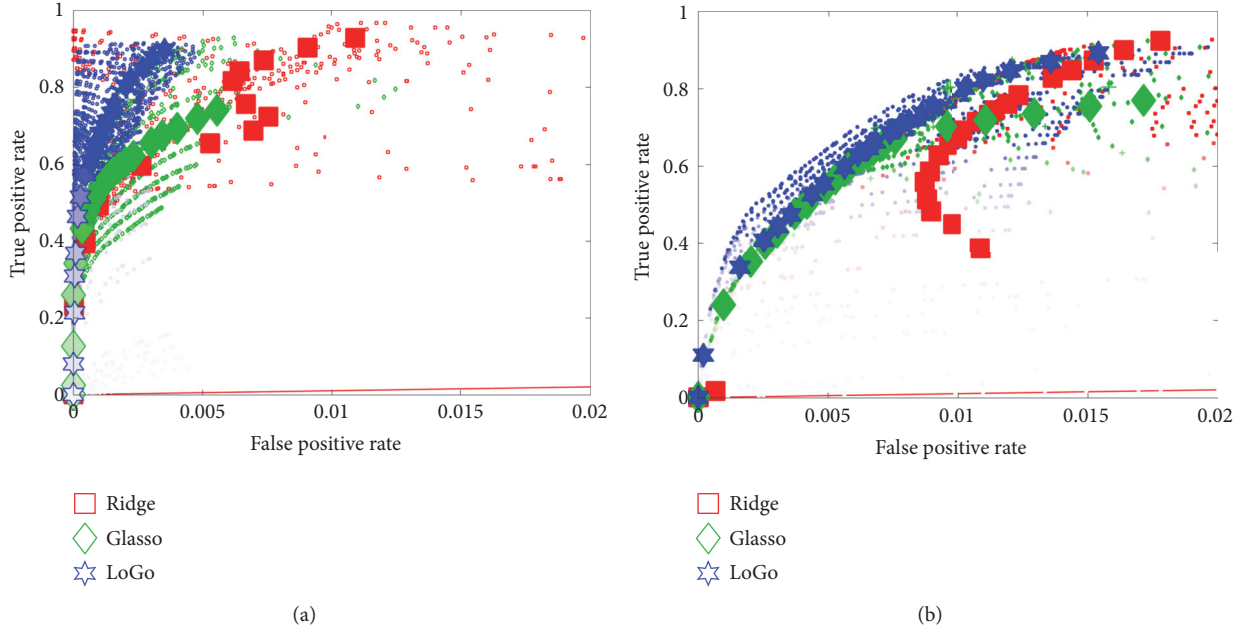 1
0.8
0.6
0.4
0.2
0
True positive rate
0
0.005
0.01
0.015
0.02
False positive rate
Ridge
Glasso
LoGo
(a)
1
0.8
0.6
0.4
0.2
0
True positive rate
0
0.005
0.01
0.015
0.02
False positive rate
Ridge
Glasso
LoGo
(b)